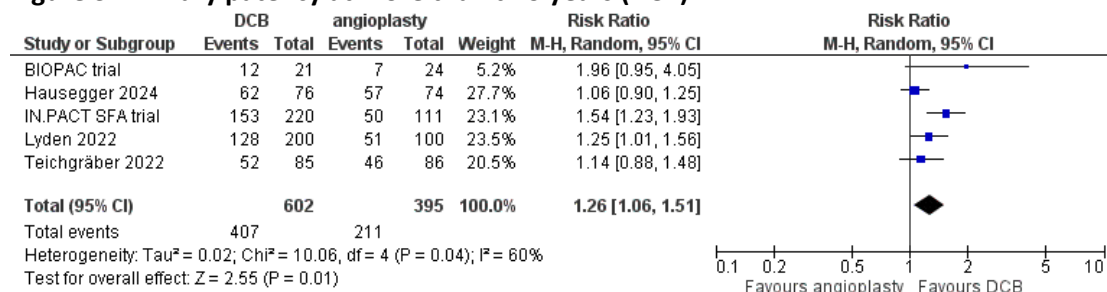 DCB angioplasty Risk Ratio Risk Ratio
Study or Subgroup Events Total Events Total Weight M-H, Random, 95% CI M-H, Random, 95% CI
BIOPAC trial 12 21 7 24 5.2% 1.96 [0.95, 4.05]
Hausegger 2024 62 76 57 74 27.7% 1.06 [0.90, 1.25]
IN.PACT SFA trial 153 220 50 111 23.1% 1.54 [1.23, 1.93]
Lyden 2022 128 200 51 100 23.5% 1.25 [1.01, 1.56]
Teichgräber 2022 52 85 46 86 20.5% 1.14 [0.88, 1.48]
Total (95% CI) 602 395 100.0% 1.26 [1.06, 1.51]
Total events 407 211
Heterogeneity: Tau² = 0.02; Chi² = 10.06, df = 4 (P = 0.04); I² = 60%
Test for overall effect: Z = 2.55 (P = 0.01)
0.1 0.2 0.5 1 2 5 10
Favours angioplasty Favours DCB